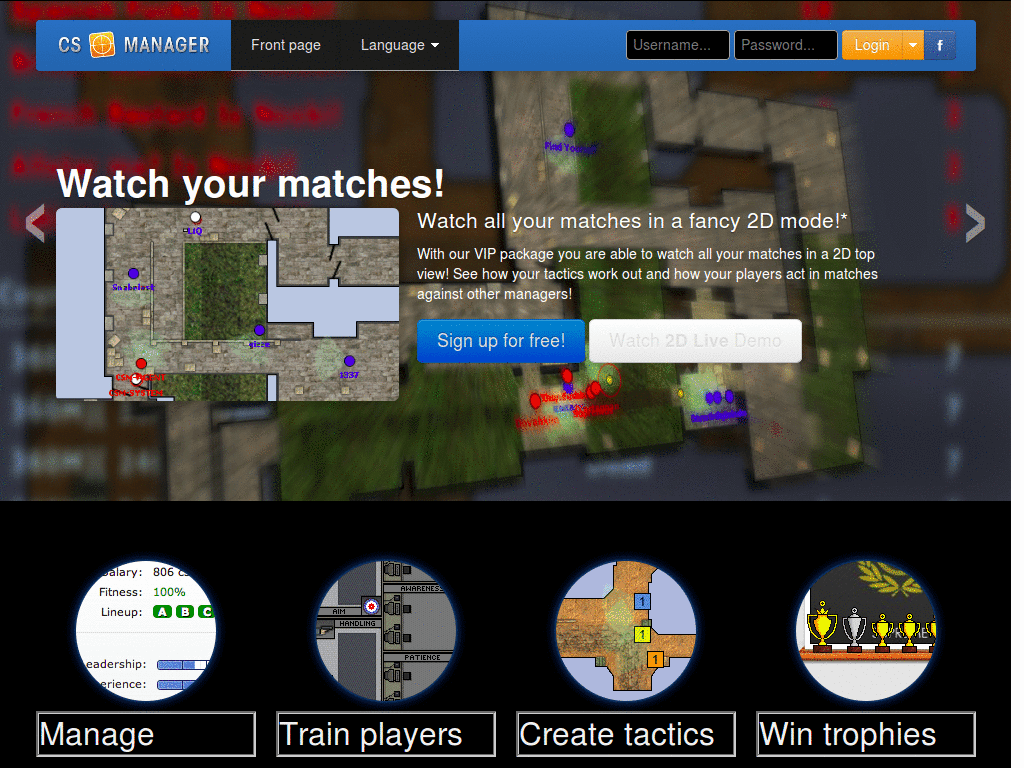 CS MANAGER
Front page
Language
Username...
Password...
Login
f
Watch your matches!
Watch all your matches in a fancy 2D mode!*
With our VIP package you are able to watch all your matches in a 2D top
view! See how your tactics work out and how your players act in matches
against other managers!
Sign up for free!
Watch 2D Live Demo
1337
Salary: 806 cs
Fitness: 100%
Lineup: A B C
eadership:
erience:
AWARENESS
AIM
HANDLING
PATIENCE
1
1
1
Manage
Train players
Create tactics
Win trophies